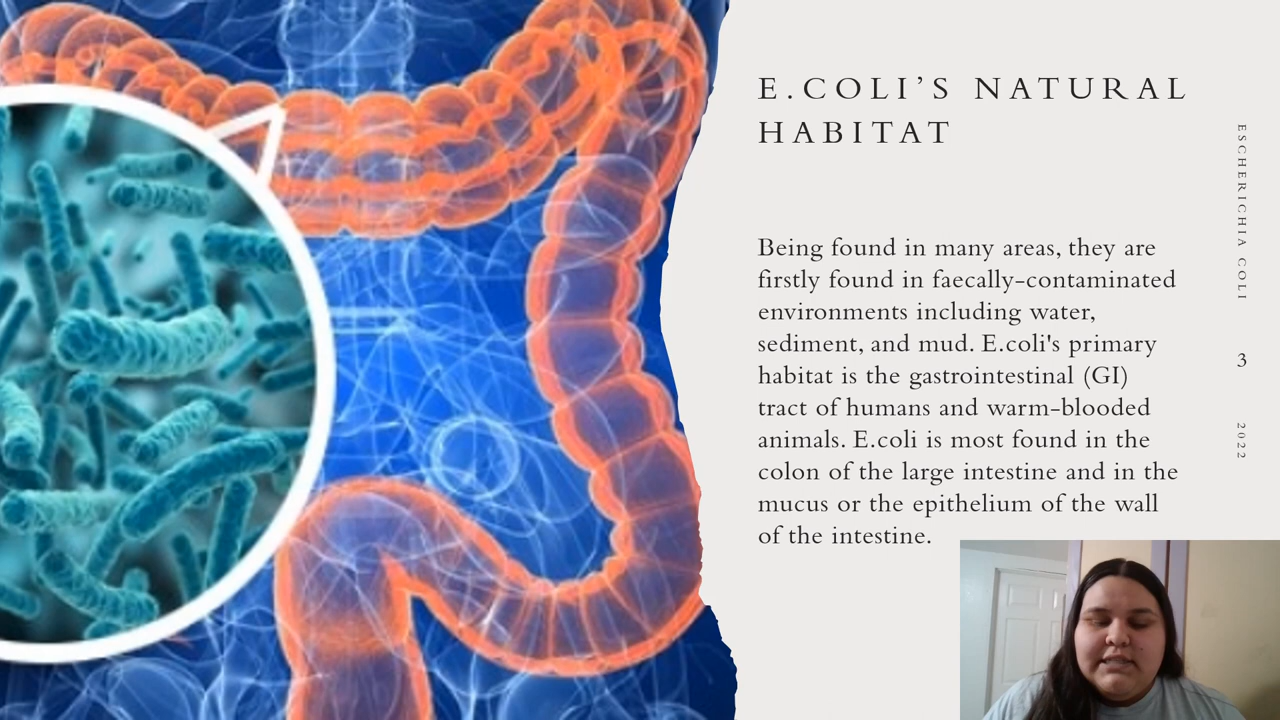 E.COLI'S NATURAL
HABITAT
Being found in many areas, they are
firstly found in faecally-contaminated
environments including water,
sediment, and mud. E.coli's primary
habitat is the gastrointestinal (GI)
tract of humans and warm-blooded
animals. E.coli is most found in the
colon of the large intestine and in the
mucus or the epithelium of the wall
of the intestine.
ESCHERICHIA COLI
3
2022